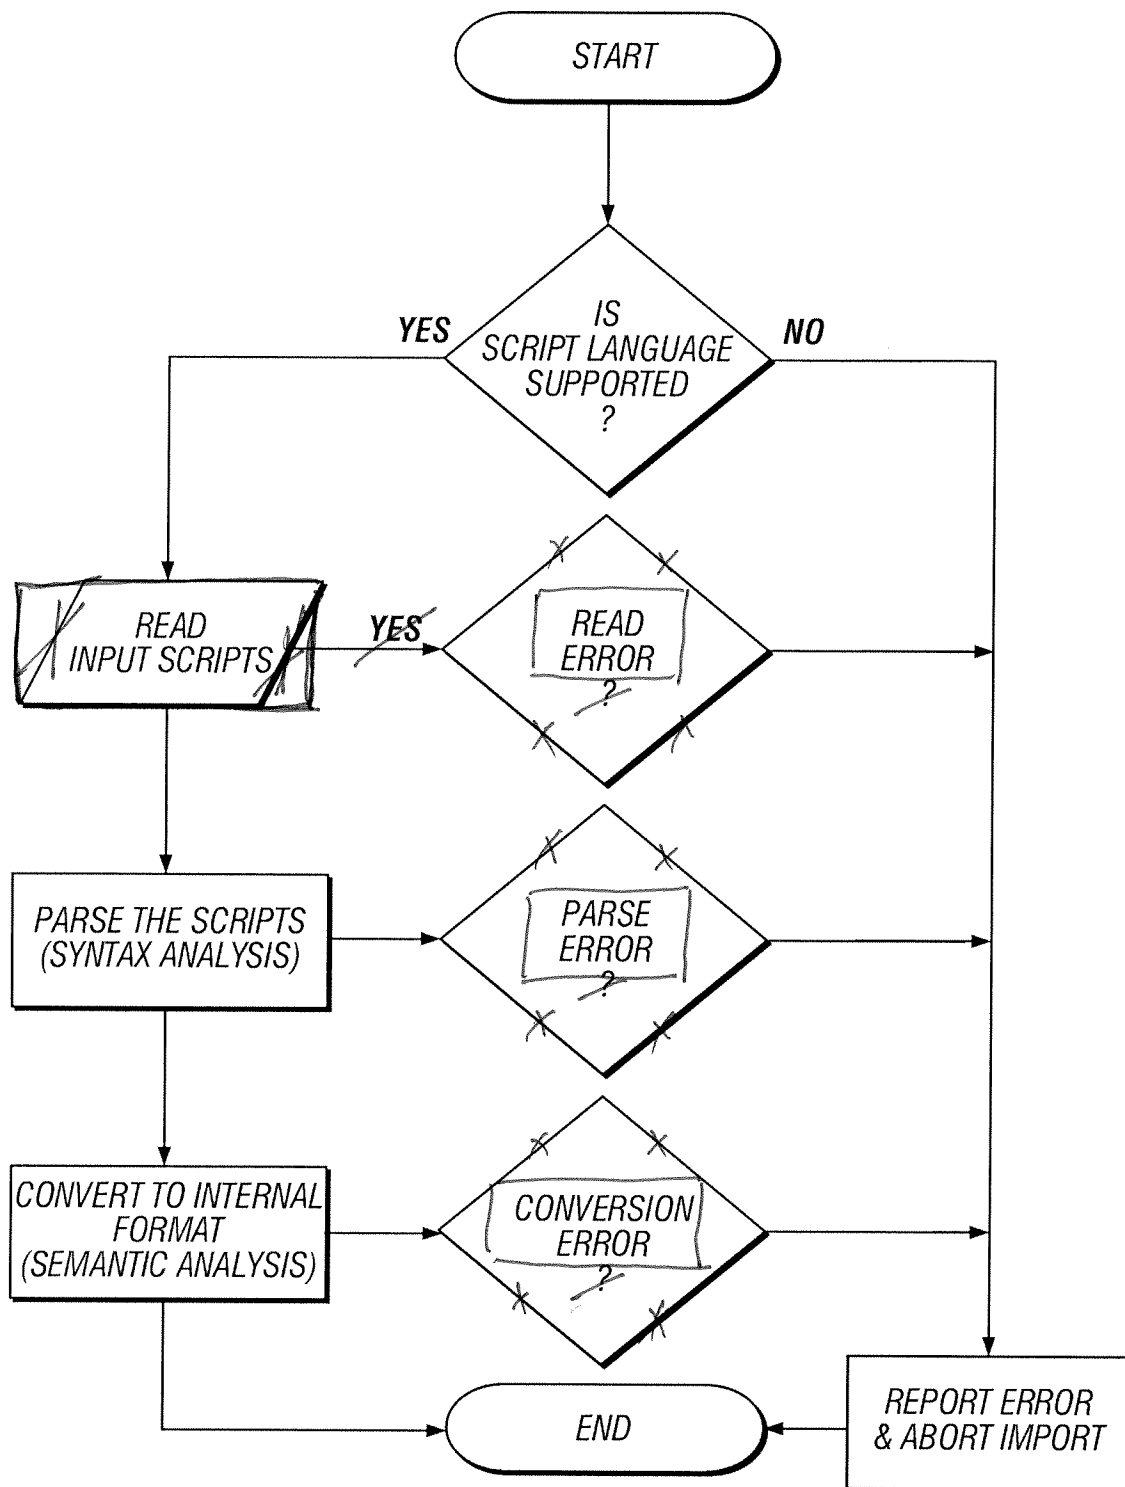 START
IS
SCRIPT LANGUAGE
SUPPORTED
?
YES
NO
READ
INPUT SCRIPTS
YES
READ
ERROR
?
PARSE THE SCRIPTS
(SYNTAX ANALYSIS)
PARSE
ERROR
?
CONVERT TO INTERNAL
FORMAT
(SEMANTIC ANALYSIS)
CONVERSION
ERROR
?
END
REPORT ERROR
& ABORT IMPORT